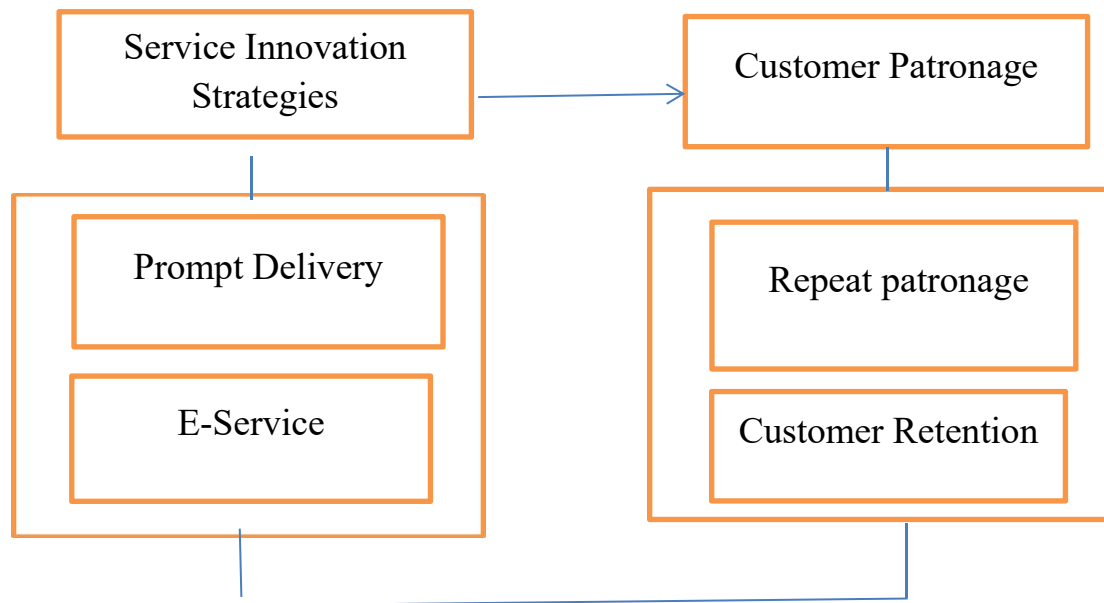 Service Innovation
Strategies
Customer Patronage
Prompt Delivery
E-Service
Repeat patronage
Customer Retention